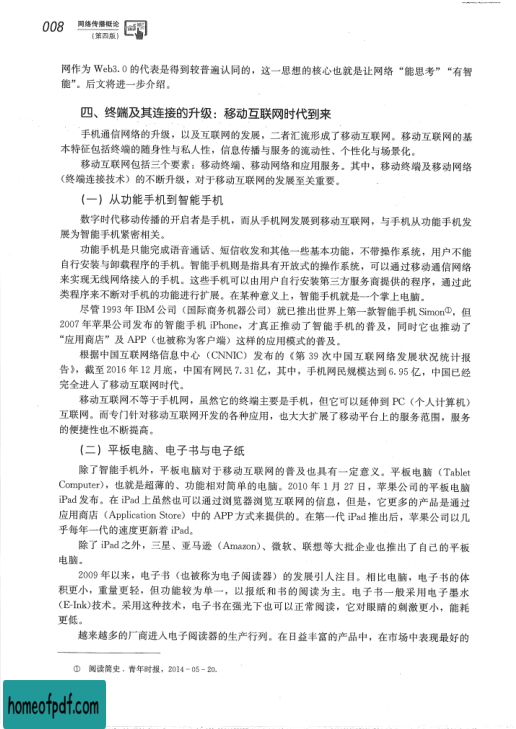 008 网络传播概论
(第四版)
网作为 Web3.0 的代表是得到较普遍认同的，这一思想的核心也就是让网络“能思考”“有智
能”。后文将进一步介绍。
四、终端及其连接的升级：移动互联网时代到来
手机通信网络的升级，以及互联网的发展，二者汇流形成了移动互联网。移动互联网的基
本特征包括终端的随身性与私人性，信息传播与服务的流动性、个性化与场景化。
移动互联网包括三个要素：移动终端、移动网络和应用服务。其中，移动终端及移动网络
(终端连接技术)的不断升级，对于移动互联网的发展至关重要。
(一) 从功能手机到智能手机
数字时代移动传播的开启者是手机，而从手机网发展到移动互联网，与手机从功能手机发
展为智能手机紧密相关。
功能手机是只能完成语音通话、短信收发和其他一些基本功能，不带操作系统，用户不能
自行安装与卸载程序的手机。智能手机则是指具有开放式的操作系统，可以通过移动通信网络
来实现无线网络接入的手机。这些手机可以由用户自行安装第三方服务商提供的程序，通过此
类程序来不断对手机的功能进行扩展。在某种意义上，智能手机就是一个掌上电脑。
尽管 1993 年 IBM 公司（国际商务机器公司）就已推出世界上第一款智能手机 Simon①，但
2007 年苹果公司发布的智能手机 iPhone，才真正推动了智能手机的普及，同时它也推动了
“应用商店”及 APP（也被称为客户端）这样的应用模式的普及。
根据中国互联网络信息中心（CNNIC）发布的《第 39 次中国互联网络发展状况统计报
告》，截至 2016 年 12 月底，中国有网民 7.31 亿，其中，手机网民规模达到 6.95 亿，中国已经
完全进入了移动互联网时代。
移动互联网不等于手机网，虽然它的终端主要是手机，但它可以延伸到 PC（个人计算机）
互联网。而专门针对移动互联网开发的各种应用，也大大扩展了移动平台上的服务范围，服务
的便捷性也不断提高。
(二) 平板电脑、电子书与电子纸
除了智能手机外，平板电脑对于移动互联网的普及也具有一定意义。平板电脑（Tablet
Computer），也就是超薄的、功能相对简单的电脑。2010 年 1 月 27 日，苹果公司的平板电脑
iPad 发布。在 iPad 上虽然也可以通过浏览器浏览互联网的信息，但是，它更多的产品是通过
应用商店（Application Store）中的 APP 方式来提供的。在第一代 iPad 推出后，苹果公司以几
乎每年一代的速度更新着 iPad。
除了 iPad 之外，三星、亚马逊（Amazon）、微软、联想等大批企业也推出了自己的平板
电脑。
2009 年以来，电子书（也被称为电子阅读器）的发展引人注目。相比电脑，电子书的体
积更小，重量更轻，但功能较为单一，以报纸和书的阅读为主。电子书一般采用电子墨水
(E-Ink)技术。采用这种技术，电子书在强光下也可以正常阅读，它对眼睛的刺激更小，能耗
更低。
越来越多的厂商进入电子阅读器的生产行列。在日益丰富的产品中，在市场中表现最好的
① 阅读简史．青年时报，2014-05-20.
homeofpdf.com